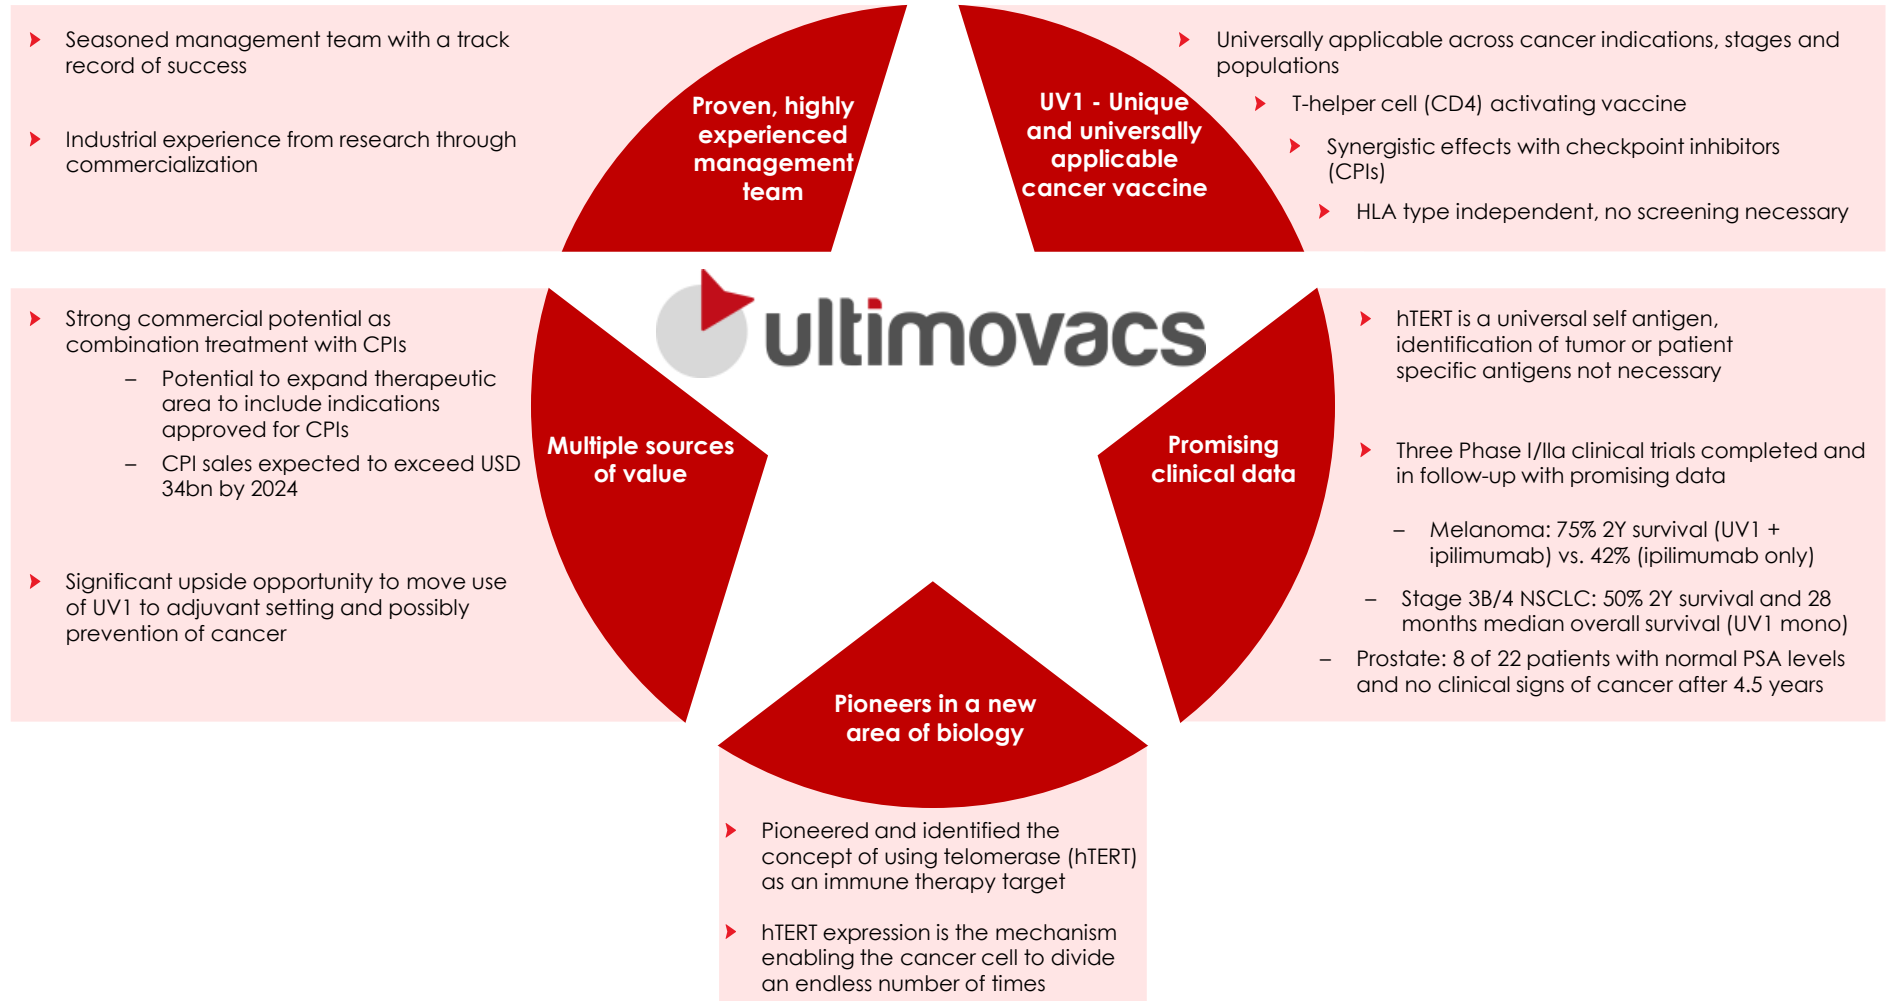 Seasoned management team with a track
record of success
Industrial experience from research through
commercialization
Proven, highly
experienced
management
team
UV1 - Unique
and universally
applicable
cancer vaccine
Universally applicable across cancer indications, stages and
populations
T-helper cell (CD4) activating vaccine
Synergistic effects with checkpoint inhibitors
(CPIs)
HLA type independent, no screening necessary
ultimovacs
Strong commercial potential as
combination treatment with CPIs
– Potential to expand therapeutic
area to include indications
approved for CPIs
– CPI sales expected to exceed USD
34bn by 2024
Significant upside opportunity to move use
of UV1 to adjuvant setting and possibly
prevention of cancer
Multiple sources
of value
Promising
clinical data
hTERT is a universal self antigen,
identification of tumor or patient
specific antigens not necessary
Three Phase I/IIa clinical trials completed and
in follow-up with promising data
– Melanoma: 75% 2Y survival (UV1 +
ipilimumab) vs. 42% (ipilimumab only)
– Stage 3B/4 NSCLC: 50% 2Y survival and 28
months median overall survival (UV1 mono)
– Prostate: 8 of 22 patients with normal PSA levels
and no clinical signs of cancer after 4.5 years
Pioneers in a new
area of biology
Pioneered and identified the
concept of using telomerase (hTERT)
as an immune therapy target
hTERT expression is the mechanism
enabling the cancer cell to divide
an endless number of times